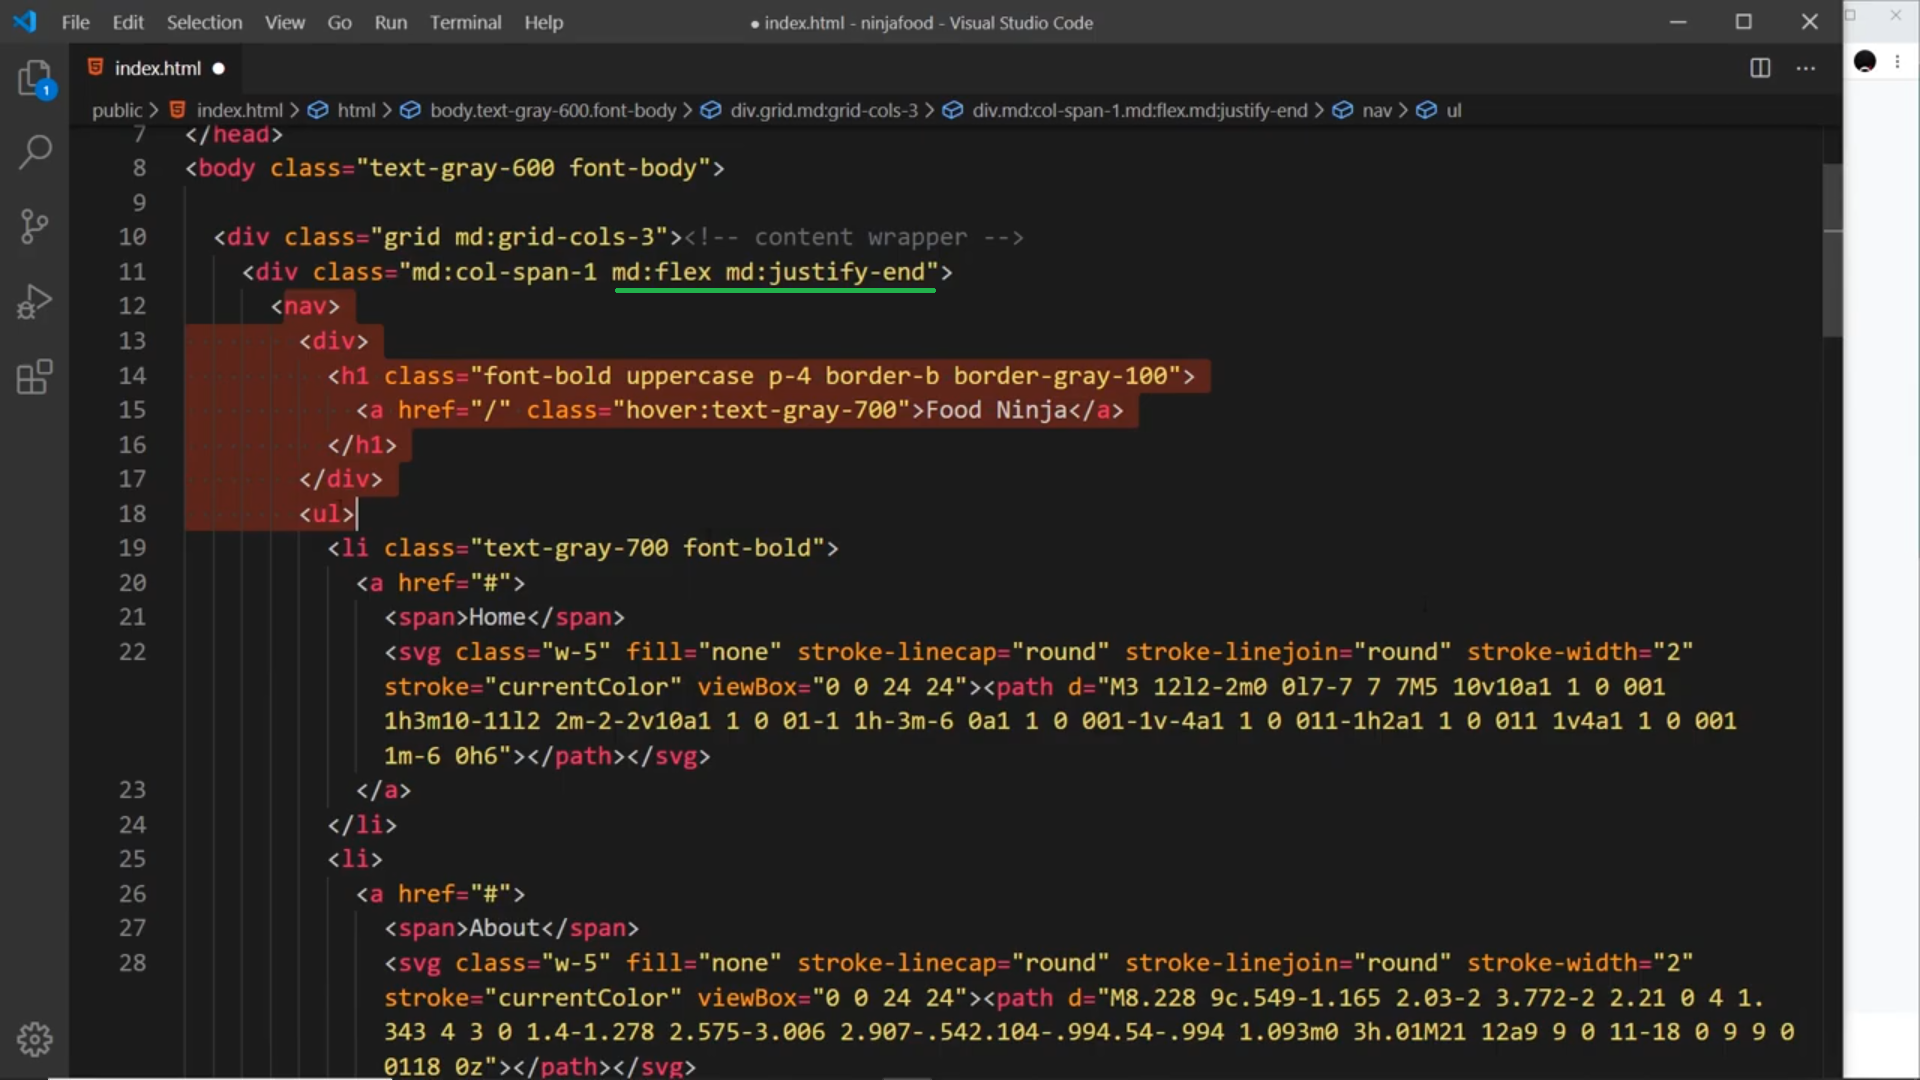 File Edit Selection View Go Run Terminal Help ● index.html - ninjafood - Visual Studio Code
1
index.html ●
public > index.html > html > body.text-gray-600.font-body > div.grid.md:grid-cols-3 > div.md:col-span-1.md:flex.md:justify-end > nav > ul
7 </head>
8 <body class="text-gray-600 font-body">
9
10 <div class="grid md:grid-cols-3"><!-- content wrapper -->
11 <div class="md:col-span-1 md:flex md:justify-end">
12 <nav>
13 <div>
14 <h1 class="font-bold uppercase p-4 border-b border-gray-100">
15 <a href="/" class="hover:text-gray-700">Food Ninja</a>
16 </h1>
17 </div>
18 <ul>
19 <li class="text-gray-700 font-bold">
20 <a href="#">
21 <span>Home</span>
22 <svg class="w-5" fill="none" stroke-linecap="round" stroke-linejoin="round" stroke-width="2"
stroke="currentColor" viewBox="0 0 24 24"><path d="M3 12l2-2m0 0l7-7 7 7M5 10v10a1 1 0 001
1h3m10-11l2 2m-2-2v10a1 1 0 01-1 1h-3m-6 0a1 1 0 001-1v-4a1 1 0 011-1h2a1 1 0 011 1v4a1 1 0 001
1m-6 0h6"></path></svg>
23 </a>
24 </li>
25 <li>
26 <a href="#">
27 <span>About</span>
28 <svg class="w-5" fill="none" stroke-linecap="round" stroke-linejoin="round" stroke-width="2"
stroke="currentColor" viewBox="0 0 24 24"><path d="M8.228 9c.549-1.165 2.03-2 3.772-2 2.21 0 4 1.
343 4 3 0 1.4-1.278 2.575-3.006 2.907-.542.104-.994.54-.994 1.093m0 3h.01M21 12a9 9 0 11-18 0 9 9 0
0118 0z"></path></svg>